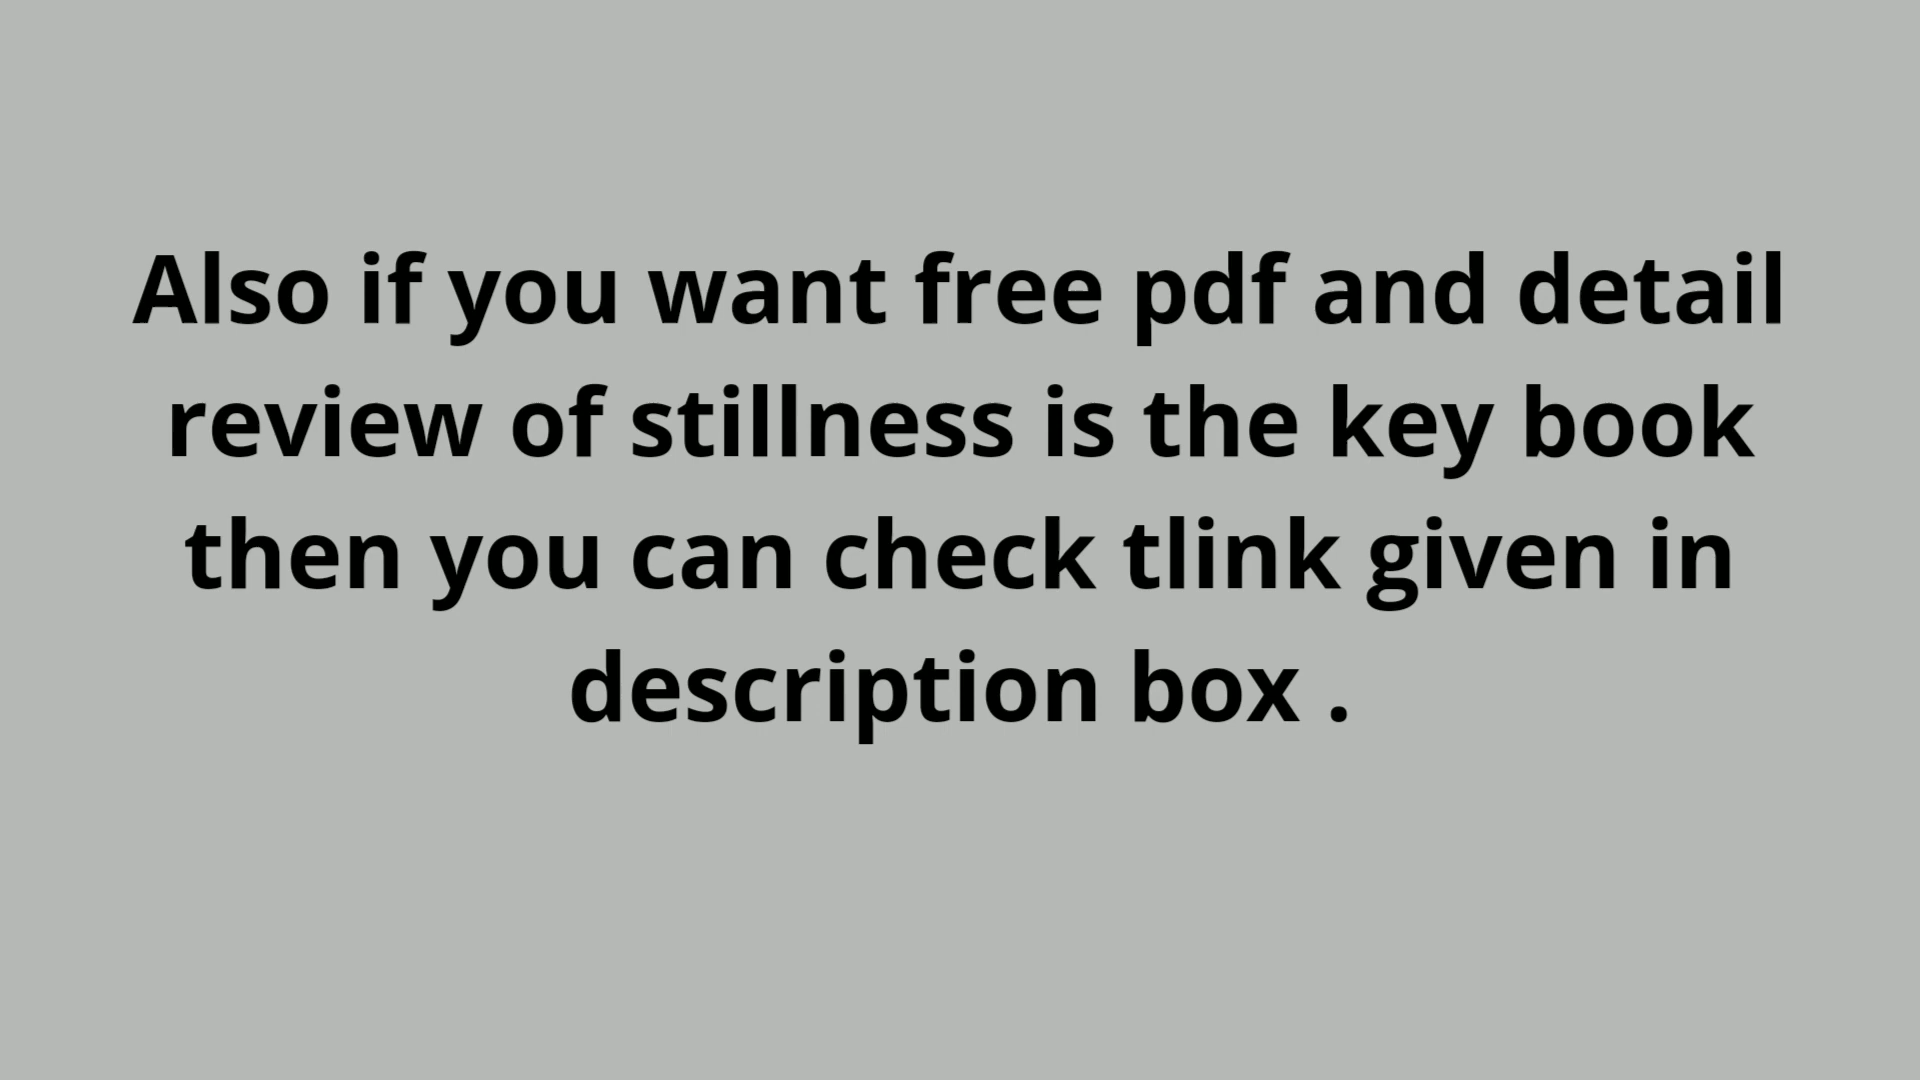 Also if you want free pdf and detail
review of stillness is the key book
then you can check tlink given in
description box .